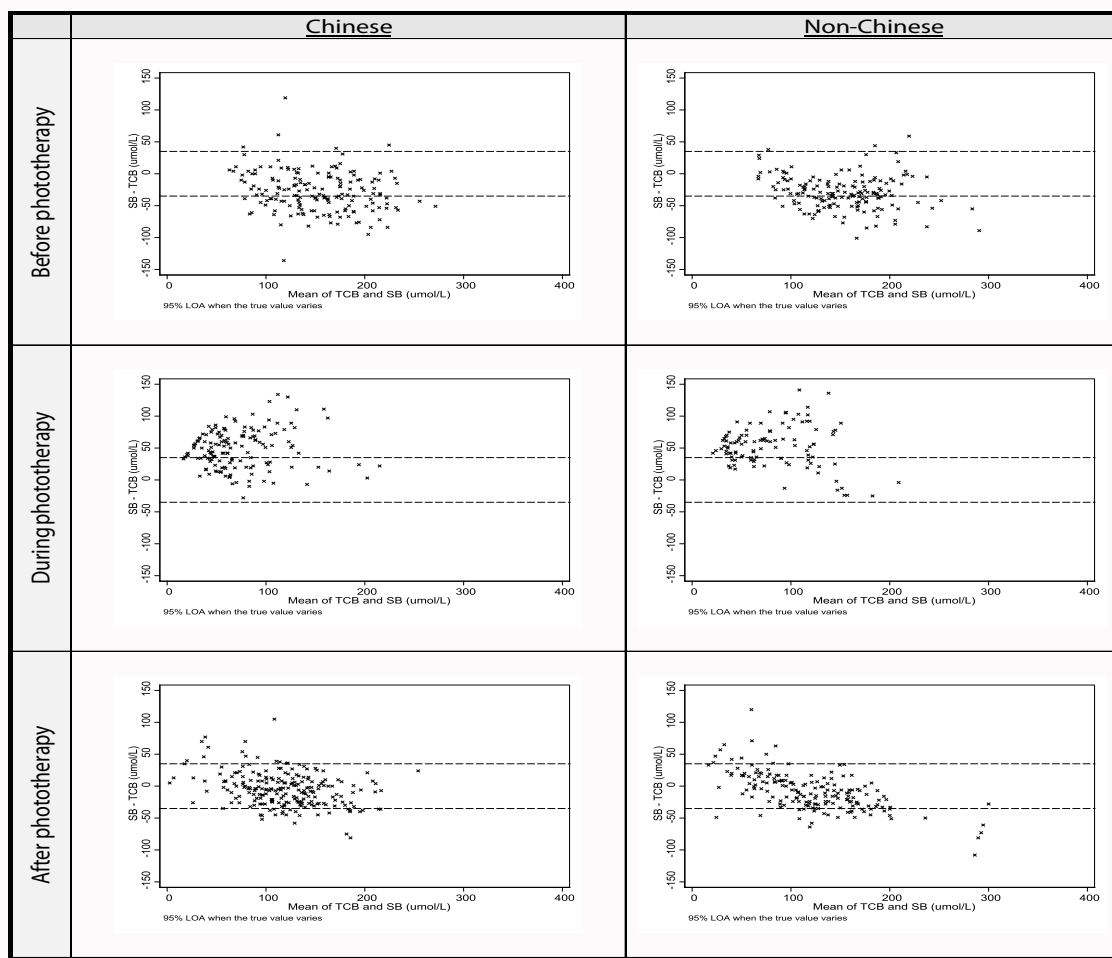 Chinese
Non-Chinese
Before phototherapy
150
100
50
0
-50
-100
-150
SB - TCB (umol/L)
0 100 200 300 400
Mean of TCB and SB (umol/L)
95% LOA when the true value varies
150
100
50
0
-50
-100
-150
SB - TCB (umol/L)
0 100 200 300 400
Mean of TCB and SB (umol/L)
95% LOA when the true value varies
During phototherapy
150
100
50
0
-50
-100
-150
SB - TCB (umol/L)
0 100 200 300 400
Mean of TCB and SB (umol/L)
95% LOA when the true value varies
150
100
50
0
-50
-100
-150
SB - TCB (umol/L)
0 100 200 300 400
Mean of TCB and SB (umol/L)
95% LOA when the true value varies
After phototherapy
150
100
50
0
-50
-100
-150
SB - TCB (umol/L)
0 100 200 300 400
Mean of TCB and SB (umol/L)
95% LOA when the true value varies
150
100
50
0
-50
-100
-150
SB - TCB (umol/L)
0 100 200 300 400
Mean of TCB and SB (umol/L)
95% LOA when the true value varies